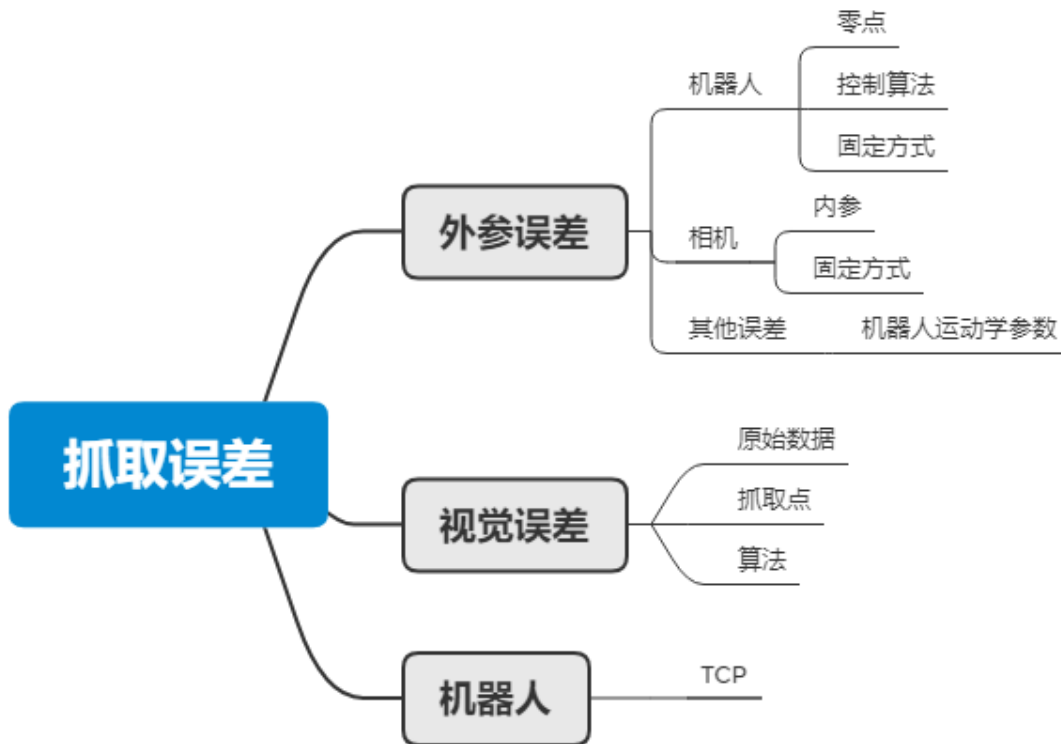 抓取误差
外参误差
机器人
零点
控制算法
固定方式
相机
内参
固定方式
其他误差
机器人运动学参数
视觉误差
原始数据
抓取点
算法
机器人
TCP